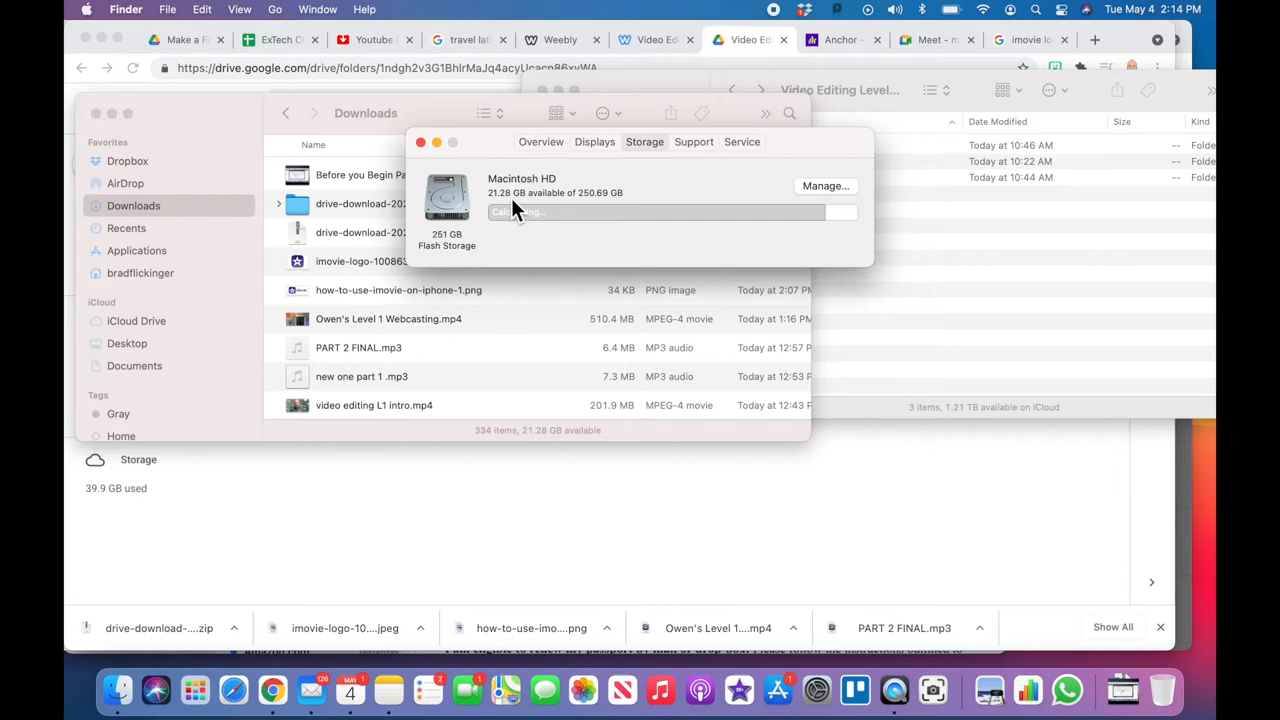 Finder File Edit View Go Window Help
Tue May 4 2:14 PM
Make a F
ExTech C
Youtube
travel lat
Weebly
Video Ed
Video Ed
Anchor -
Meet - m
imovie lo
https://drive.google.com/drive/folders/1ndgh2v3G1BhIrMaJq4acyUcacn86xyWA
Video Editing Level...
Date Modified
Size
Kind
Today at 10:46 AM -- Folde
Today at 10:22 AM -- Folde
Today at 10:44 AM -- Folde
3 items, 1.21 TB available on iCloud
Favorites
Dropbox
AirDrop
Downloads
Recents
Applications
bradflickinger
iCloud
iCloud Drive
Desktop
Documents
Tags
Gray
Home
Downloads
Name
Before you Begin Pa
drive-download-202
drive-download-202
imovie-logo-100863
how-to-use-imovie-on-iphone-1.png 34 KB PNG image Today at 2:07 P
Owen's Level 1 Webcasting.mp4 510.4 MB MPEG-4 movie Today at 1:16 PM
PART 2 FINAL.mp3 6.4 MB MP3 audio Today at 12:57 P
new one part 1 .mp3 7.3 MB MP3 audio Today at 12:53 P
video editing L1 intro.mp4 201.9 MB MPEG-4 movie Today at 12:43 P
334 items, 21.28 GB available
Overview Displays Storage Support Service
Macintosh HD
21.28 GB available of 250.69 GB
Manage...
251 GB
Flash Storage
Storage
39.9 GB used
drive-download-....zip
imovie-logo-10....jpeg
how-to-use-imo....png
Owen's Level 1....mp4
PART 2 FINAL.mp3
Show All
126
MAY
4
2
1
1